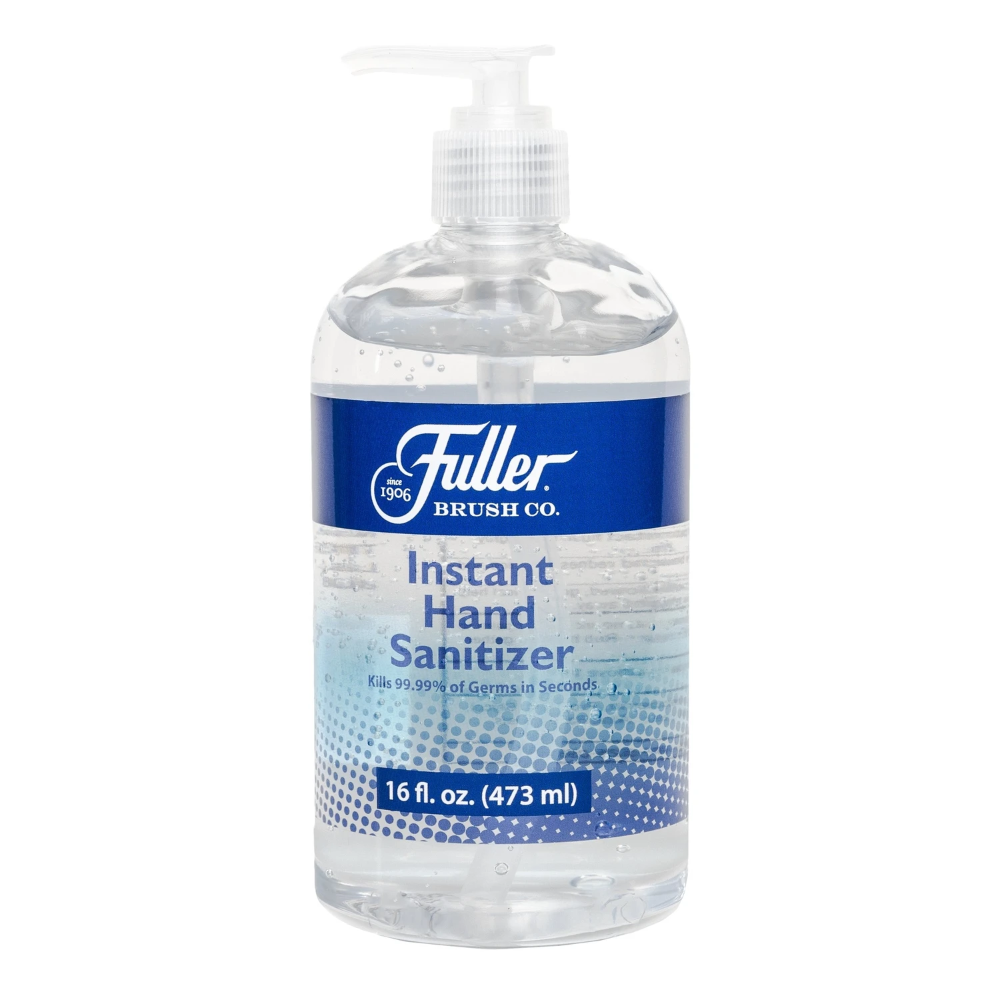 Fuller®
since
1906
BRUSH CO.
Instant
Hand
Sanitizer
Kills 99.99% of Germs in Seconds
16 fl. oz. (473 ml)